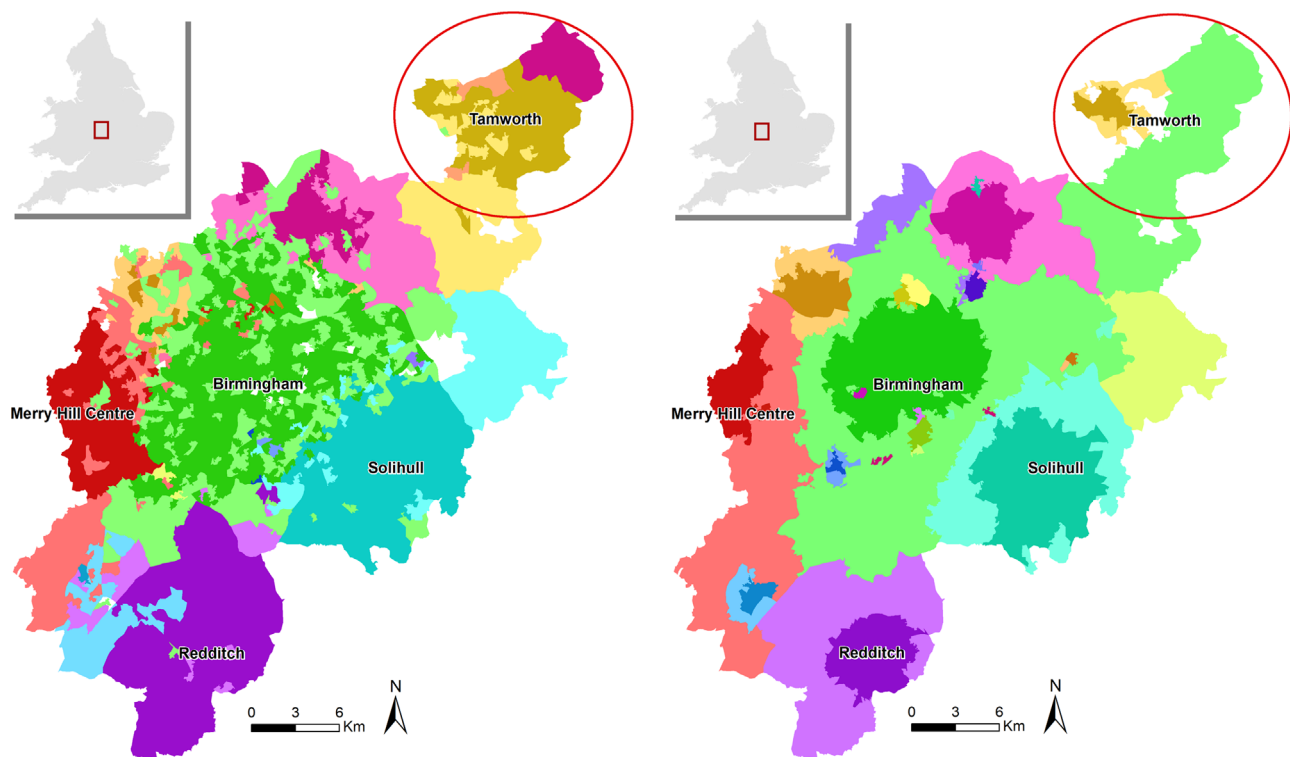 Tamworth
Birmingham
Merry Hill Centre
Solihull
Redditch
N
0 3 6
Km
Tamworth
Birmingham
Merry Hill Centre
Solihull
Redditch
N
0 3 6
Km